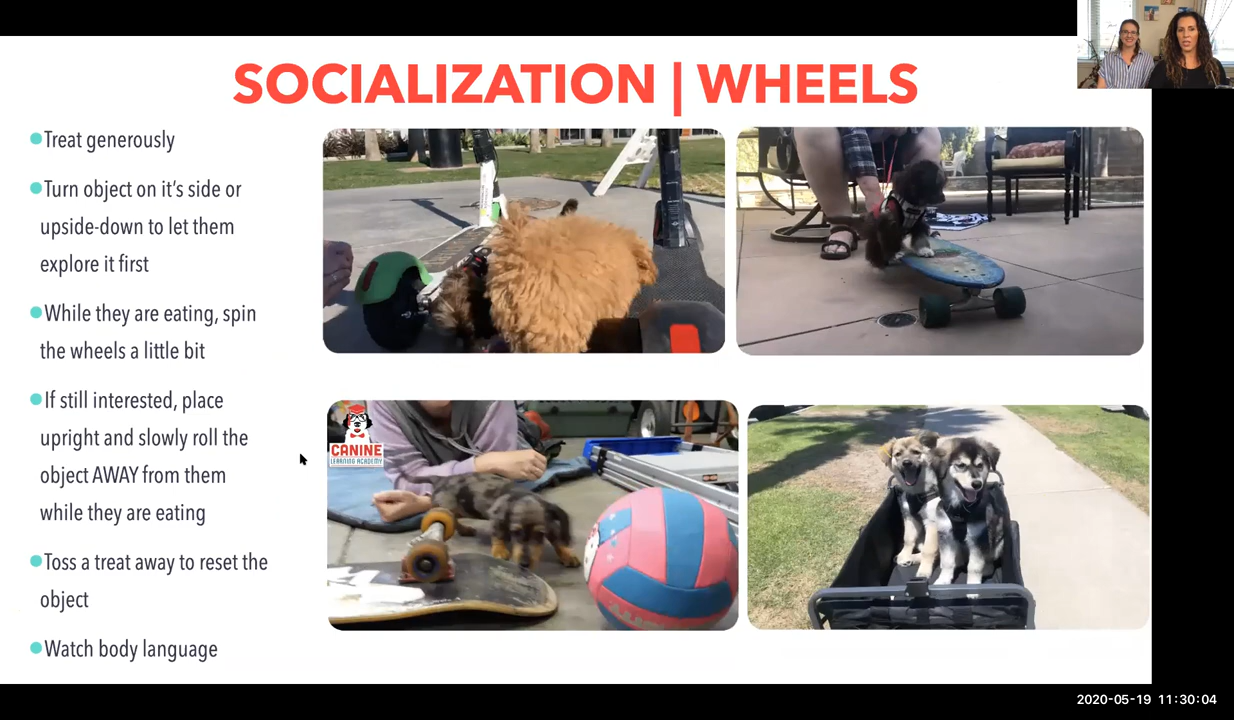 SOCIALIZATION | WHEELS
Treat generously
Turn object on it's side or
upside-down to let them
explore it first
While they are eating, spin
the wheels a little bit
If still interested, place
upright and slowly roll the
object AWAY from them
while they are eating
Toss a treat away to reset the
object
Watch body language
CANINE
LEARNING ACADEMY
2020-05-19 11:30:04